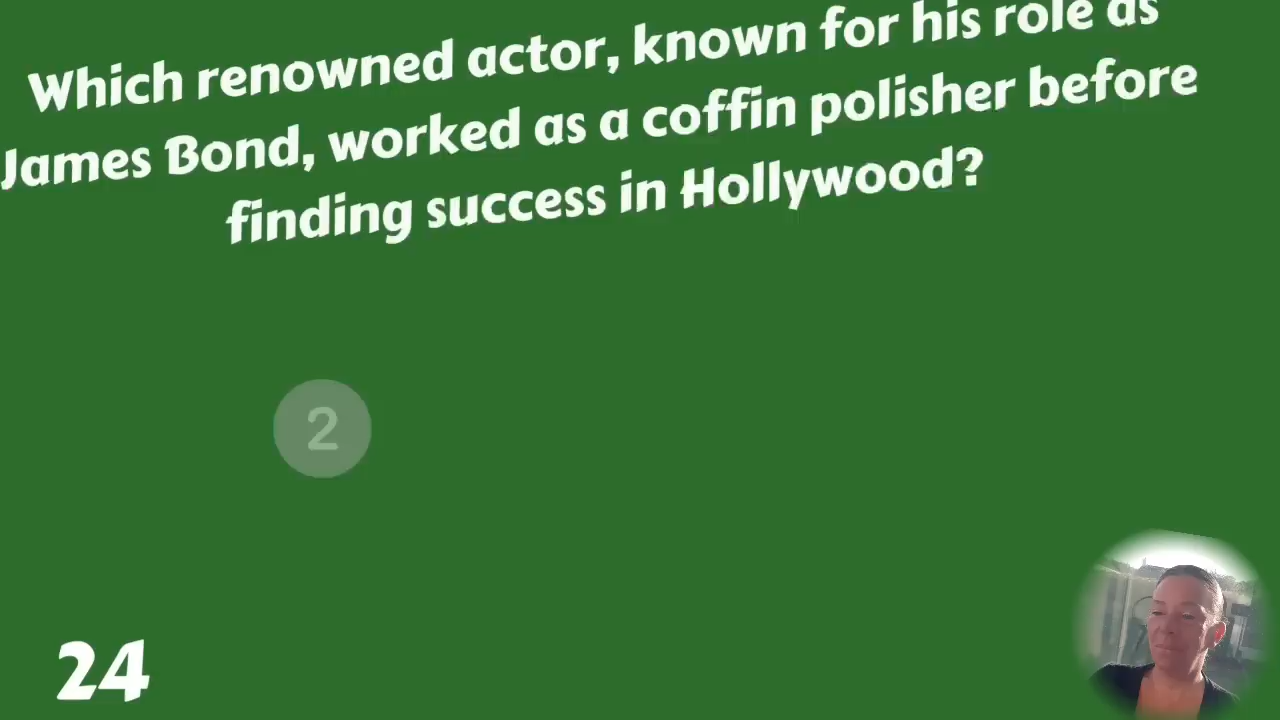 Which renowned actor, known for his role as
James Bond, worked as a coffin polisher before
finding success in Hollywood?
2
24